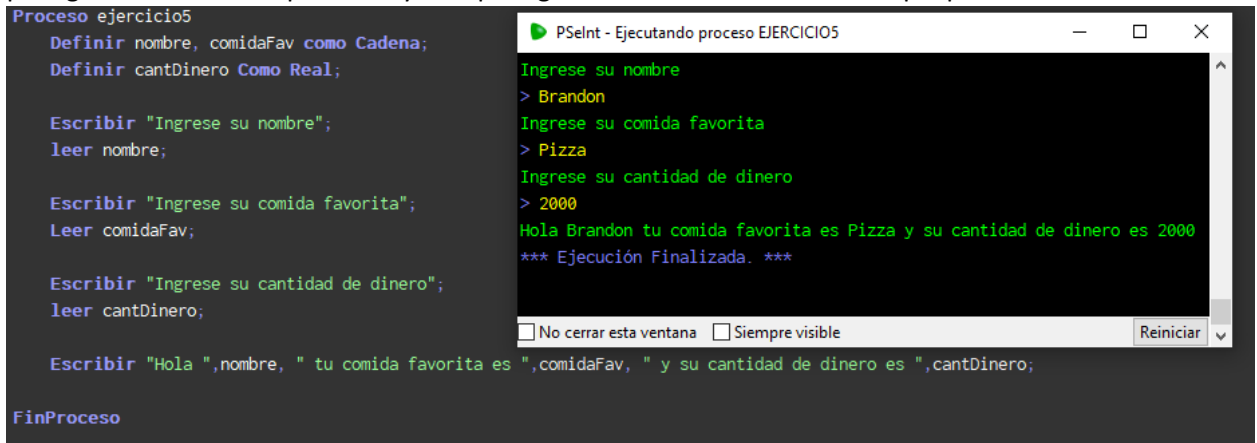 Proceso ejercicio5
Definir nombre, comidaFav como Cadena;
Definir cantDinero Como Real;
Escribir "Ingrese su nombre";
leer nombre;
Escribir "Ingrese su comida favorita";
Leer comidaFav;
Escribir "Ingrese su cantidad de dinero";
leer cantDinero;
Escribir "Hola ",nombre, " tu comida favorita es ",comidaFav, " y su cantidad de dinero es ",cantDinero;
FinProceso
PSeInt - Ejecutando proceso EJERCICIO5
Ingrese su nombre
> Brandon
Ingrese su comida favorita
> Pizza
Ingrese su cantidad de dinero
> 2000
Hola Brandon tu comida favorita es Pizza y su cantidad de dinero es 2000
*** Ejecución Finalizada. ***
No cerrar esta ventana
Siempre visible
Reiniciar